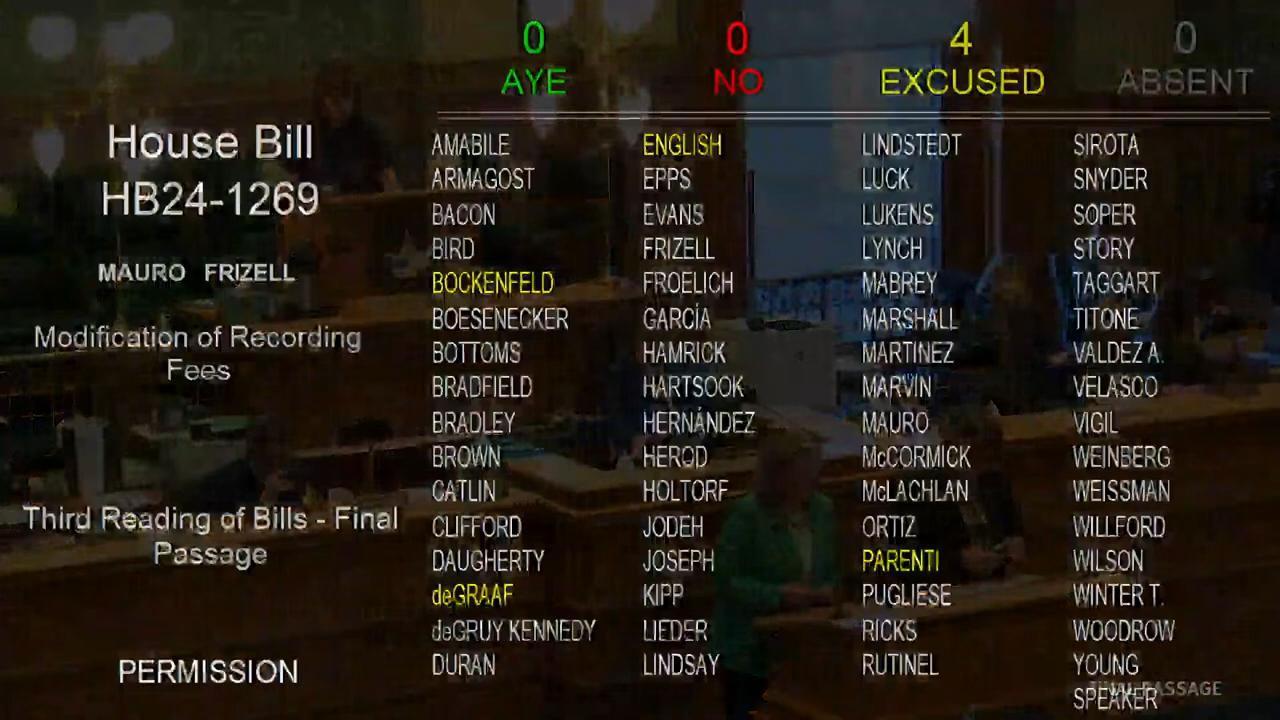 0 0 4 0
AYE NO EXCUSED ABSENT
House Bill
HB24-1269
MAURO FRIZELL
Modification of Recording
Fees
Third Reading of Bills - Final
Passage
PERMISSION
AMABILE
ARMAGOST
BACON
BIRD
BOCKENFELD
BOESENECKER
BOTTOMS
BRADFIELD
BRADLEY
BROWN
CATLIN
CLIFFORD
DAUGHERTY
deGRAAF
deGRUY KENNEDY
DURAN
ENGLISH
EPPS
EVANS
FRIZELL
FROELICH
GARCÍA
HAMRICK
HARTSOOK
HERNÁNDEZ
HEROD
HOLTORF
JODEH
JOSEPH
KIPP
LIEDER
LINDSAY
LINDSTEDT
LUCK
LUKENS
LYNCH
MABREY
MARSHALL
MARTINEZ
MARVIN
MAURO
McCORMICK
McLACHLAN
ORTIZ
PARENTI
PUGLIESE
RICKS
RUTINEL
SIROTA
SNYDER
SOPER
STORY
TAGGART
TITONE
VALDEZ A.
VELASCO
VIGIL
WEINBERG
WEISSMAN
WILLFORD
WILSON
WINTER T.
WOODROW
YOUNG
SPEAKER
FINAL PASSAGE